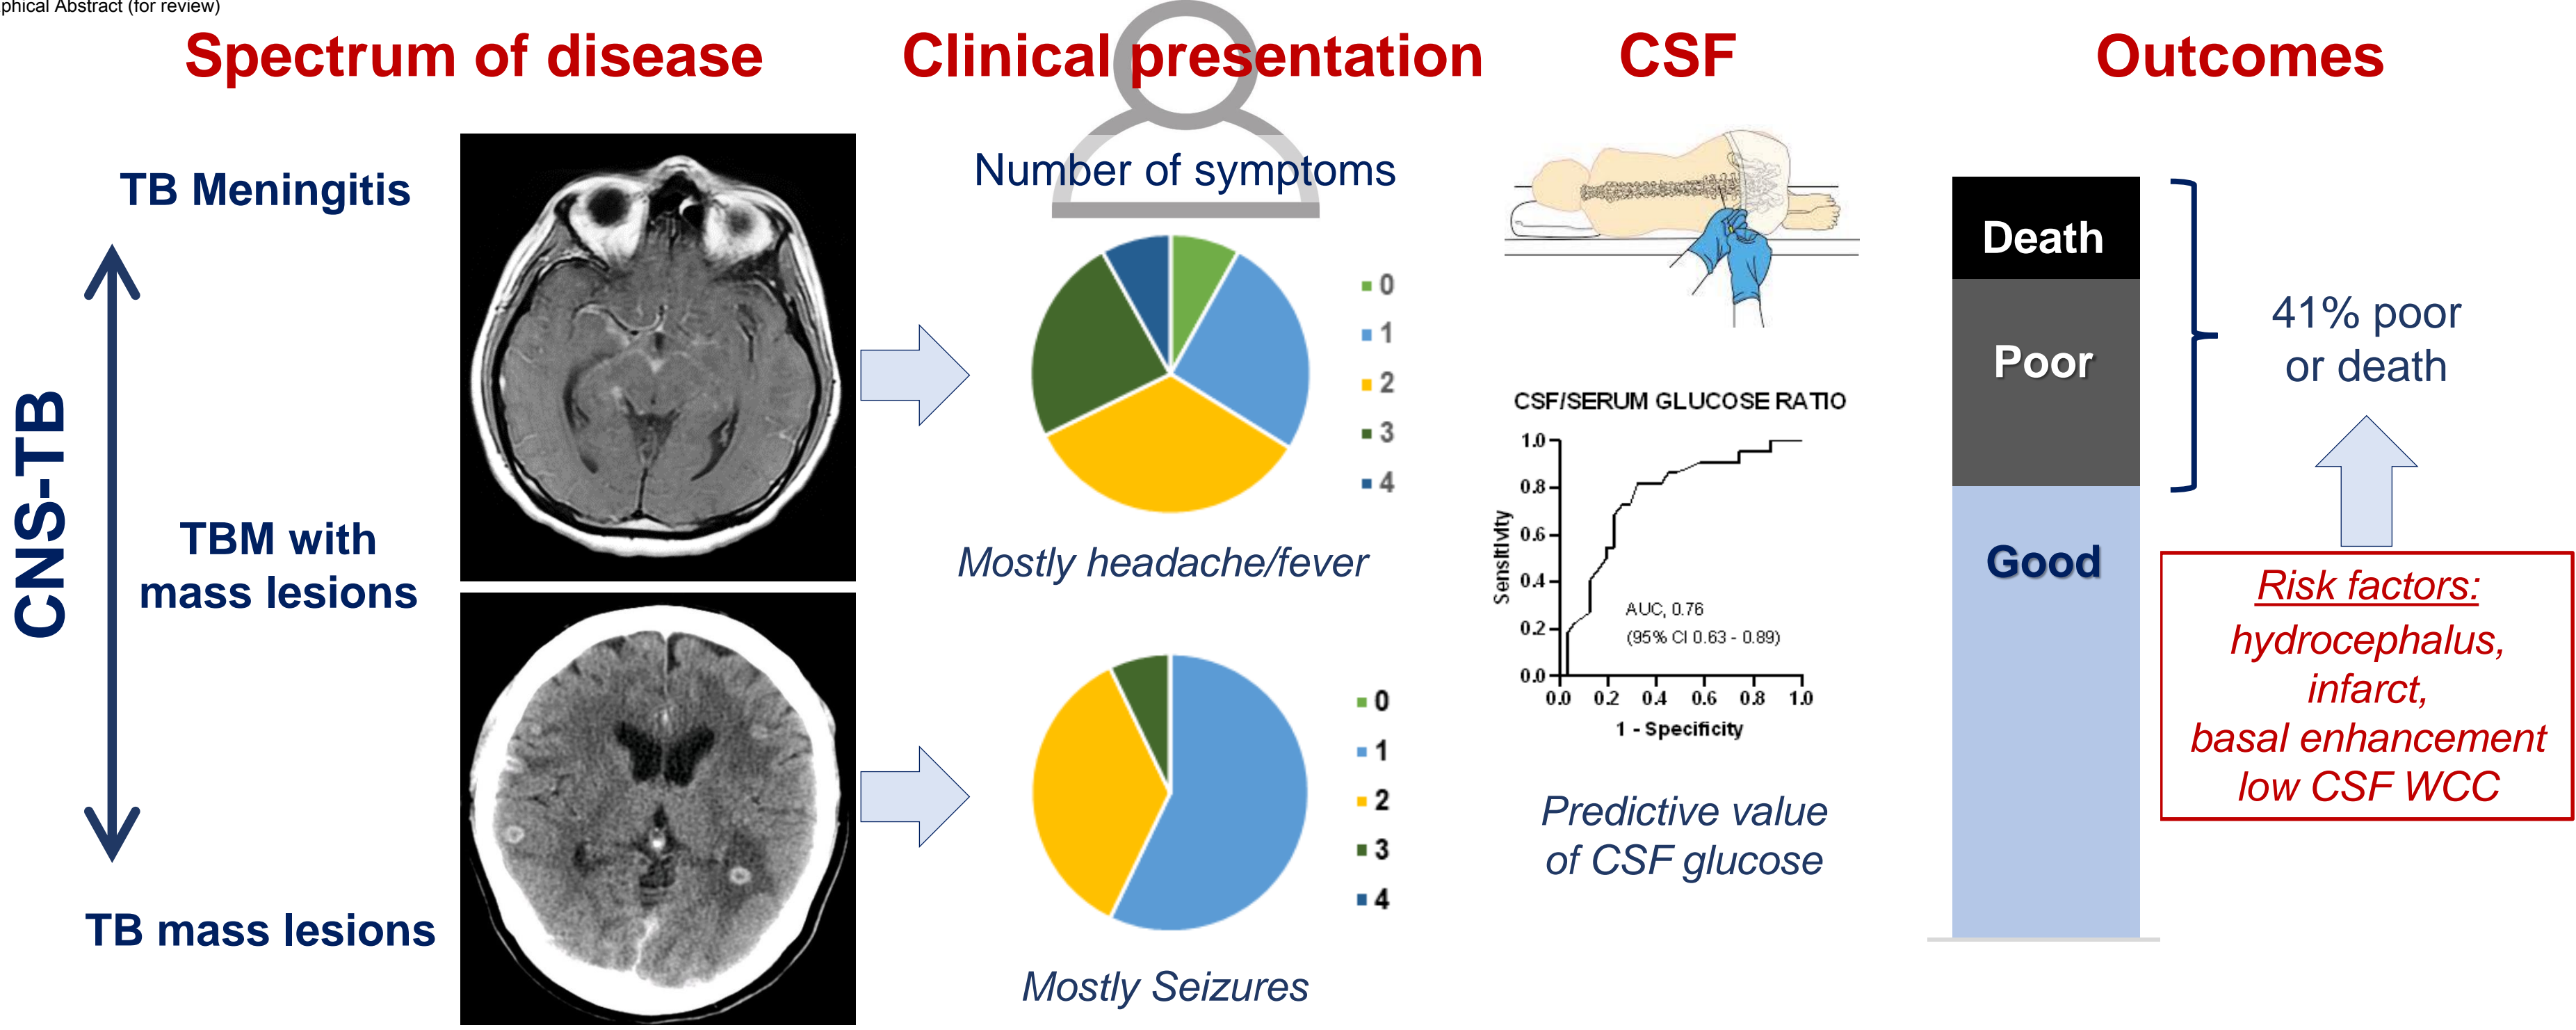 phical Abstract (for review)
Spectrum of disease
Clinical presentation
CSF
Outcomes
CNS-TB
TB Meningitis
TBM with
mass lesions
TB mass lesions
Number of symptoms
0
1
2
3
4
Mostly headache/fever
0
1
2
3
4
Mostly Seizures
CSF/SERUM GLUCOSE RATIO
Sensitivity
1.0
0.8
0.6
0.4
0.2
0.0
AUC, 0.76
(95% CI 0.63 - 0.89)
0.0 0.2 0.4 0.6 0.8 1.0
1 - Specificity
Predictive value
of CSF glucose
Death
Poor
Good
41% poor
or death
Risk factors:
hydrocephalus,
infarct,
basal enhancement
low CSF WCC